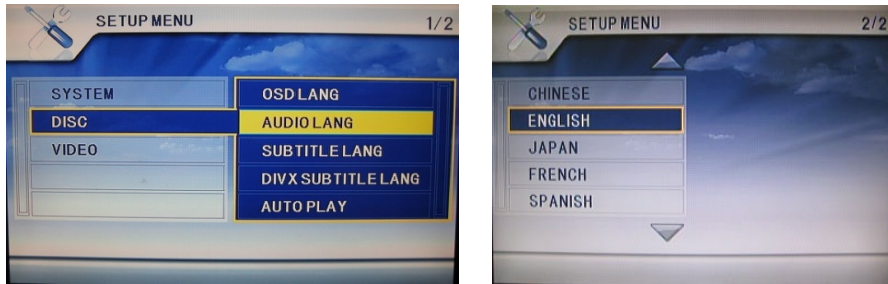 SETUP MENU 1/2
SYSTEM
DISC
VIDEO
OSD LANG
AUDIO LANG
SUBTITLE LANG
DIVX SUBTITLE LANG
AUTO PLAY
SETUP MENU 2/2
CHINESE
ENGLISH
JAPAN
FRENCH
SPANISH